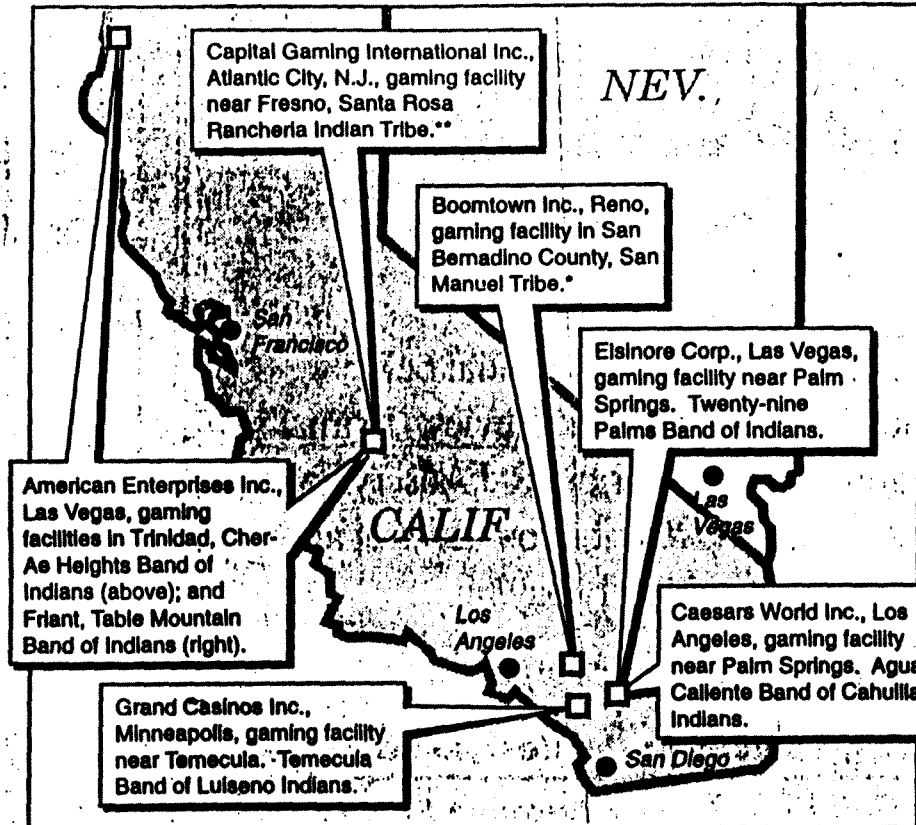 Capital Gaming International Inc.,
Atlantic City, N.J., gaming facility
near Fresno, Santa Rosa
Rancheria Indian Tribe.**
NEV.
Boomtown Inc., Reno,
gaming facility in San
Bernadino County, San
Manuel Tribe.*
San
Francisco
Elsinore Corp., Las Vegas,
gaming facility near Palm
Springs. Twenty-nine
Palms Band of Indians.
Las
Vegas
American Enterprises Inc.,
Las Vegas, gaming
facilities in Trinidad, Cher-
Ae Heights Band of
Indians (above); and
Friant, Table Mountain
Band of Indians (right).
CALIF.
Los
Angeles
Caesars World Inc., Los
Angeles, gaming facility
near Palm Springs. Agua
Caliente Band of Cahuilla
Indians.
Grand Casinos Inc.,
Minneapolis, gaming facility
near Temecula. Temecula
Band of Luiseno Indians.
San Diego